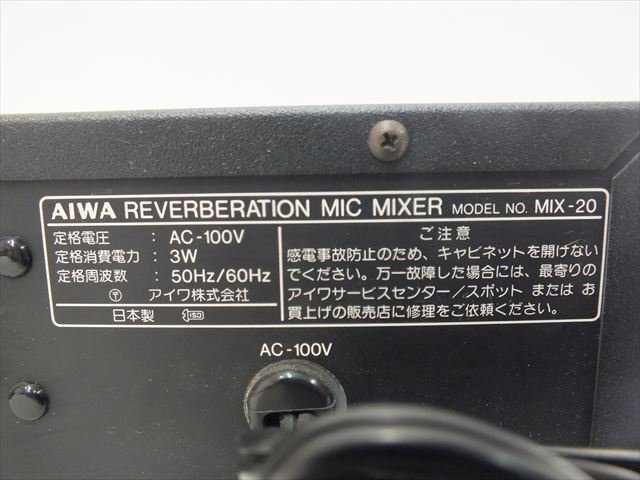 AIWA REVERBERATION MIC MIXER MODEL NO. MIX-20
定格電圧 : AC-100V
定格消費電力 : 3W
定格周波数 : 50Hz/60Hz
〒 アイワ株式会社
日本製 ISO
ご注意
感電事故防止のため、キャビネットを開けない
でください。万一故障した場合には、最寄りの
アイワサービスセンター/スポット または お
買上げの販売店に修理をご依頼ください。
AC-100V